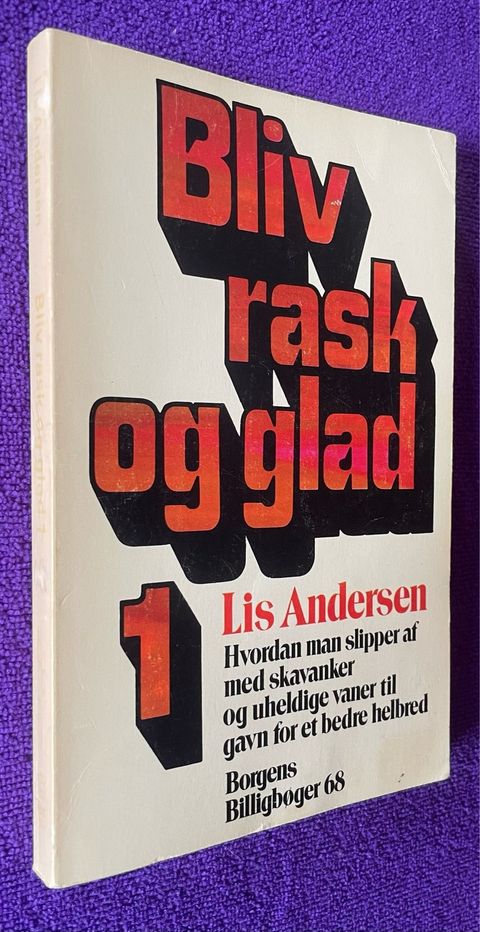 Bliv
rask
og glad
1
Lis Andersen
Hvordan man slipper af
med skavanker
og uheldige vaner til
gavn for et bedre helbred
Borgens
Billigbøger 68